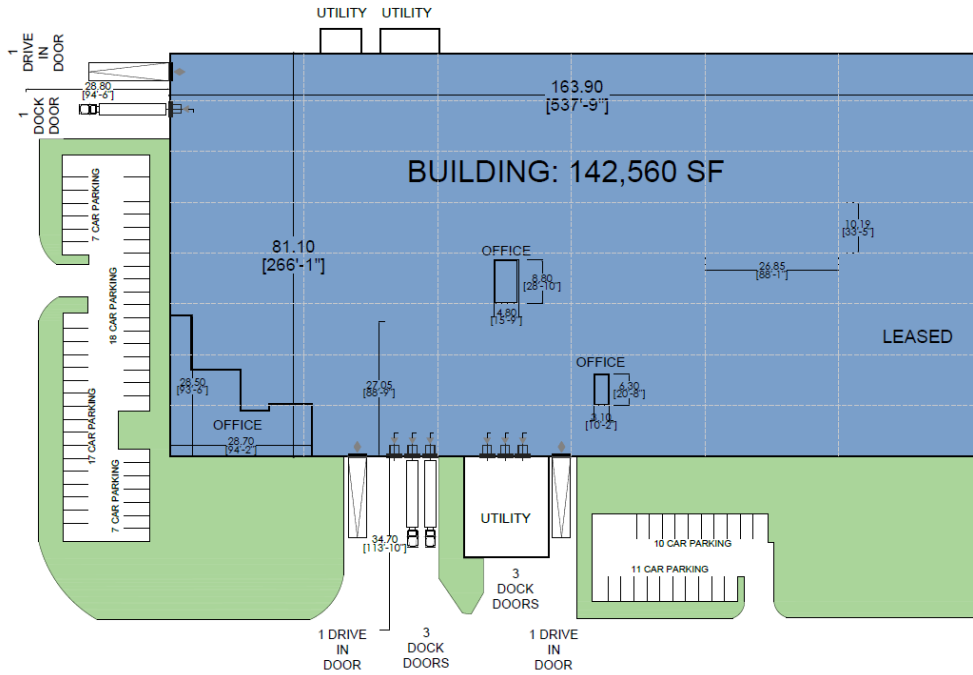 UTILITY
UTILITY
1
DRIVE
IN
DOOR
28.80
[94'-6"]
1
DOCK
DOOR
163.90
[537'-9"]
BUILDING: 142,560 SF
7 CAR PARKING
81.10
[266'-1"]
10.19
[33'-5"]
OFFICE
8.80
[28'-10"]
4.80
[15'-9"]
26.85
[88'-1"]
18 CAR PARKING
LEASED
OFFICE
6.30
[20'-8"]
3.10
[10'-2"]
28.50
[93'-6"]
27.05
[88'-9"]
OFFICE
28.70
[94'-2"]
17 CAR PARKING
7 CAR PARKING
UTILITY
34.70
[113'-10"]
10 CAR PARKING
11 CAR PARKING
3
DOCK
DOORS
1 DRIVE
IN
DOOR
3
DOCK
DOORS
1 DRIVE
IN
DOOR